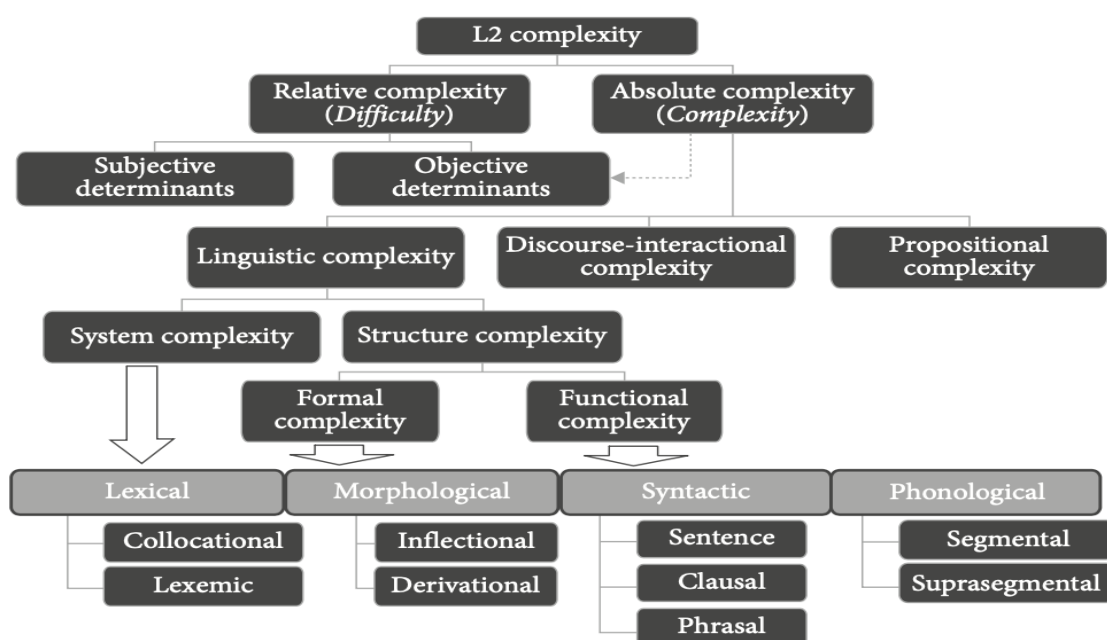 L2 complexity
Relative complexity
(Difficulty)
Absolute complexity
(Complexity)
Subjective
determinants
Objective
determinants
Linguistic complexity
Discourse-interactional
complexity
Propositional
complexity
System complexity
Structure complexity
Formal
complexity
Functional
complexity
Lexical
Morphological
Syntactic
Phonological
Collocational
Lexemic
Inflectional
Derivational
Sentence
Clausal
Phrasal
Segmental
Suprasegmental